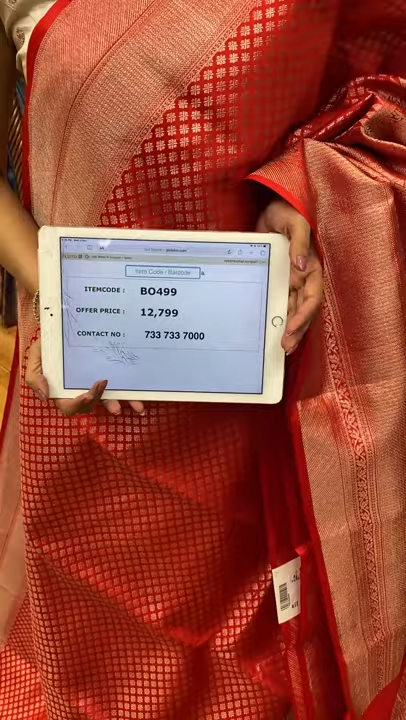 Item Code / Barcode
ITEMCODE : BO499
OFFER PRICE : 12,799
CONTACT NO : 733 733 7000